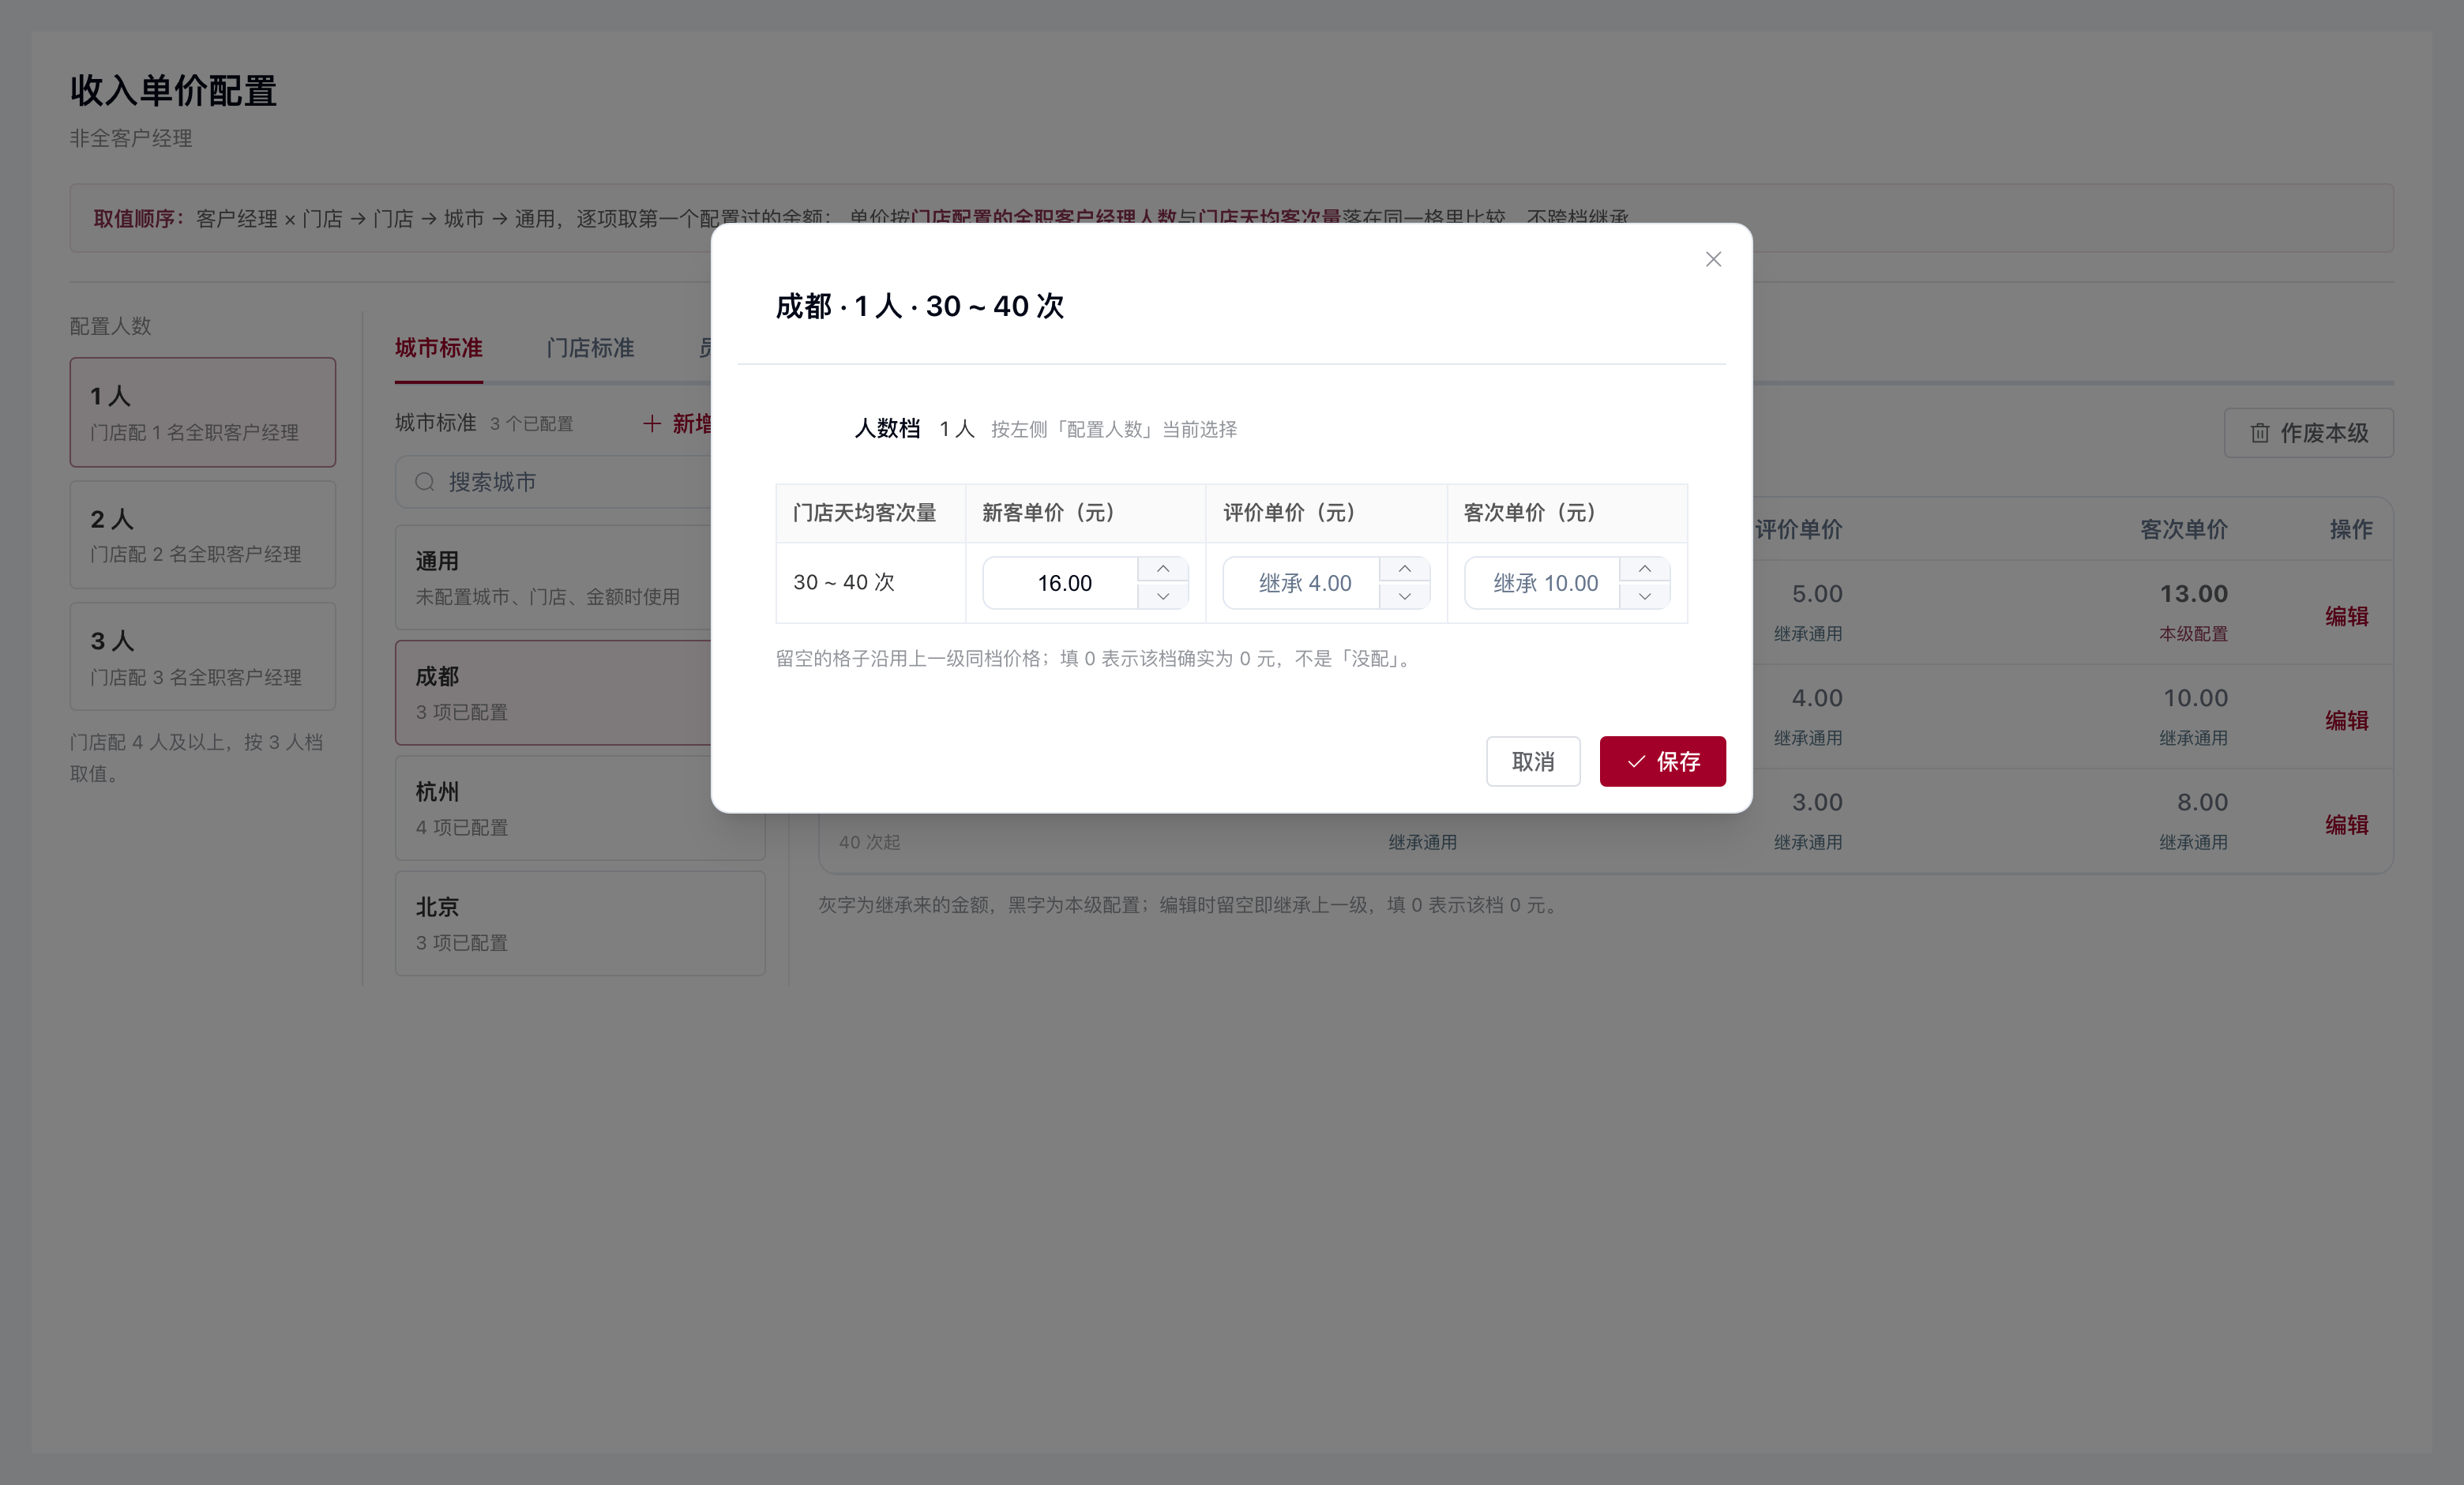 收入单价配置
非全客户经理
取值顺序：客户经理 × 门店 → 门店 → 城市 → 通用，逐项取第一个配置过的金额； 单价按门店配置的全职客户经理人数与门店天均客次量落在同一格里比较，不跨档继承
配置人数
1 人
门店配 1 名全职客户经理
2 人
门店配 2 名全职客户经理
3 人
门店配 3 名全职客户经理
门店配 4 人及以上，按 3 人档
取值。
城市标准 门店标准
城市标准 3 个已配置 新增
搜索城市
通用
未配置城市、门店、金额时使用
成都
3 项已配置
杭州
4 项已配置
北京
3 项已配置
作废本级
评价单价 客次单价 操作
5.00 13.00 编辑
继承通用 本级配置
4.00 10.00 编辑
继承通用 继承通用
3.00 8.00 编辑
40 次起 继承通用 继承通用 继承通用
灰字为继承来的金额，黑字为本级配置；编辑时留空即继承上一级，填 0 表示该档 0 元。
成都 · 1 人 · 30 ~ 40 次
人数档 1 人 按左侧「配置人数」当前选择
门店天均客次量 新客单价（元） 评价单价（元） 客次单价（元）
30 ~ 40 次 16.00 继承 4.00 继承 10.00
留空的格子沿用上一级同档价格；填 0 表示该档确实为 0 元，不是「没配」。
取消 保存